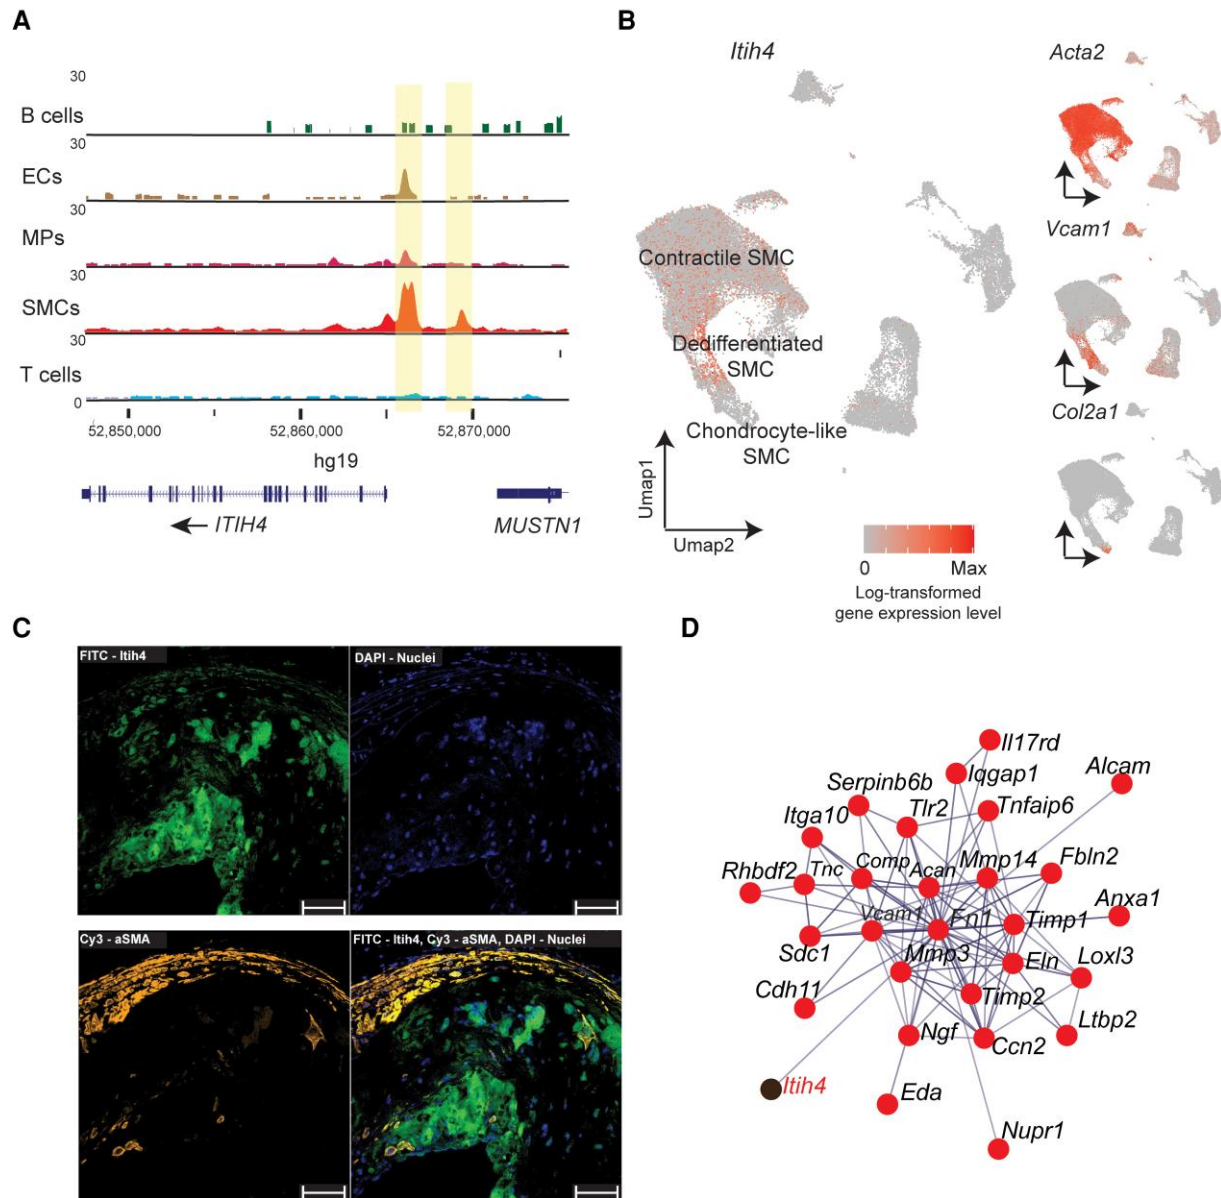 A
30
B cells
30
ECs
30
MPs
30
SMCs
30
T cells
0
52,850,000 52,860,000 52,870,000
hg19
ITIH4 MUSTN1
B
Itih4
Acta2
Contractile SMC
Vcam1
Dedifferentiated
SMC
Col2a1
Chondrocyte-like
SMC
Umap1
Umap2
0 Max
Log-transformed
gene expression level
C
FITC - Itih4
DAPI - Nuclei
Cy3 - aSMA
FITC - Itih4, Cy3 - aSMA, DAPI - Nuclei
D
Il17rd
Iqgap1
Alcam
Serpinb6b
Tlr2
Tnfaip6
Itga10
Comp
Acan
Mmp14
Fbln2
Rhbdf2
Tnc
Anxa1
Vcam1
Fn1
Timp1
Sdc1
Mmp3
Eln
Loxl3
Cdh11
Timp2
Ltbp2
Ngf
Ccn2
Itih4
Eda
Nupr1